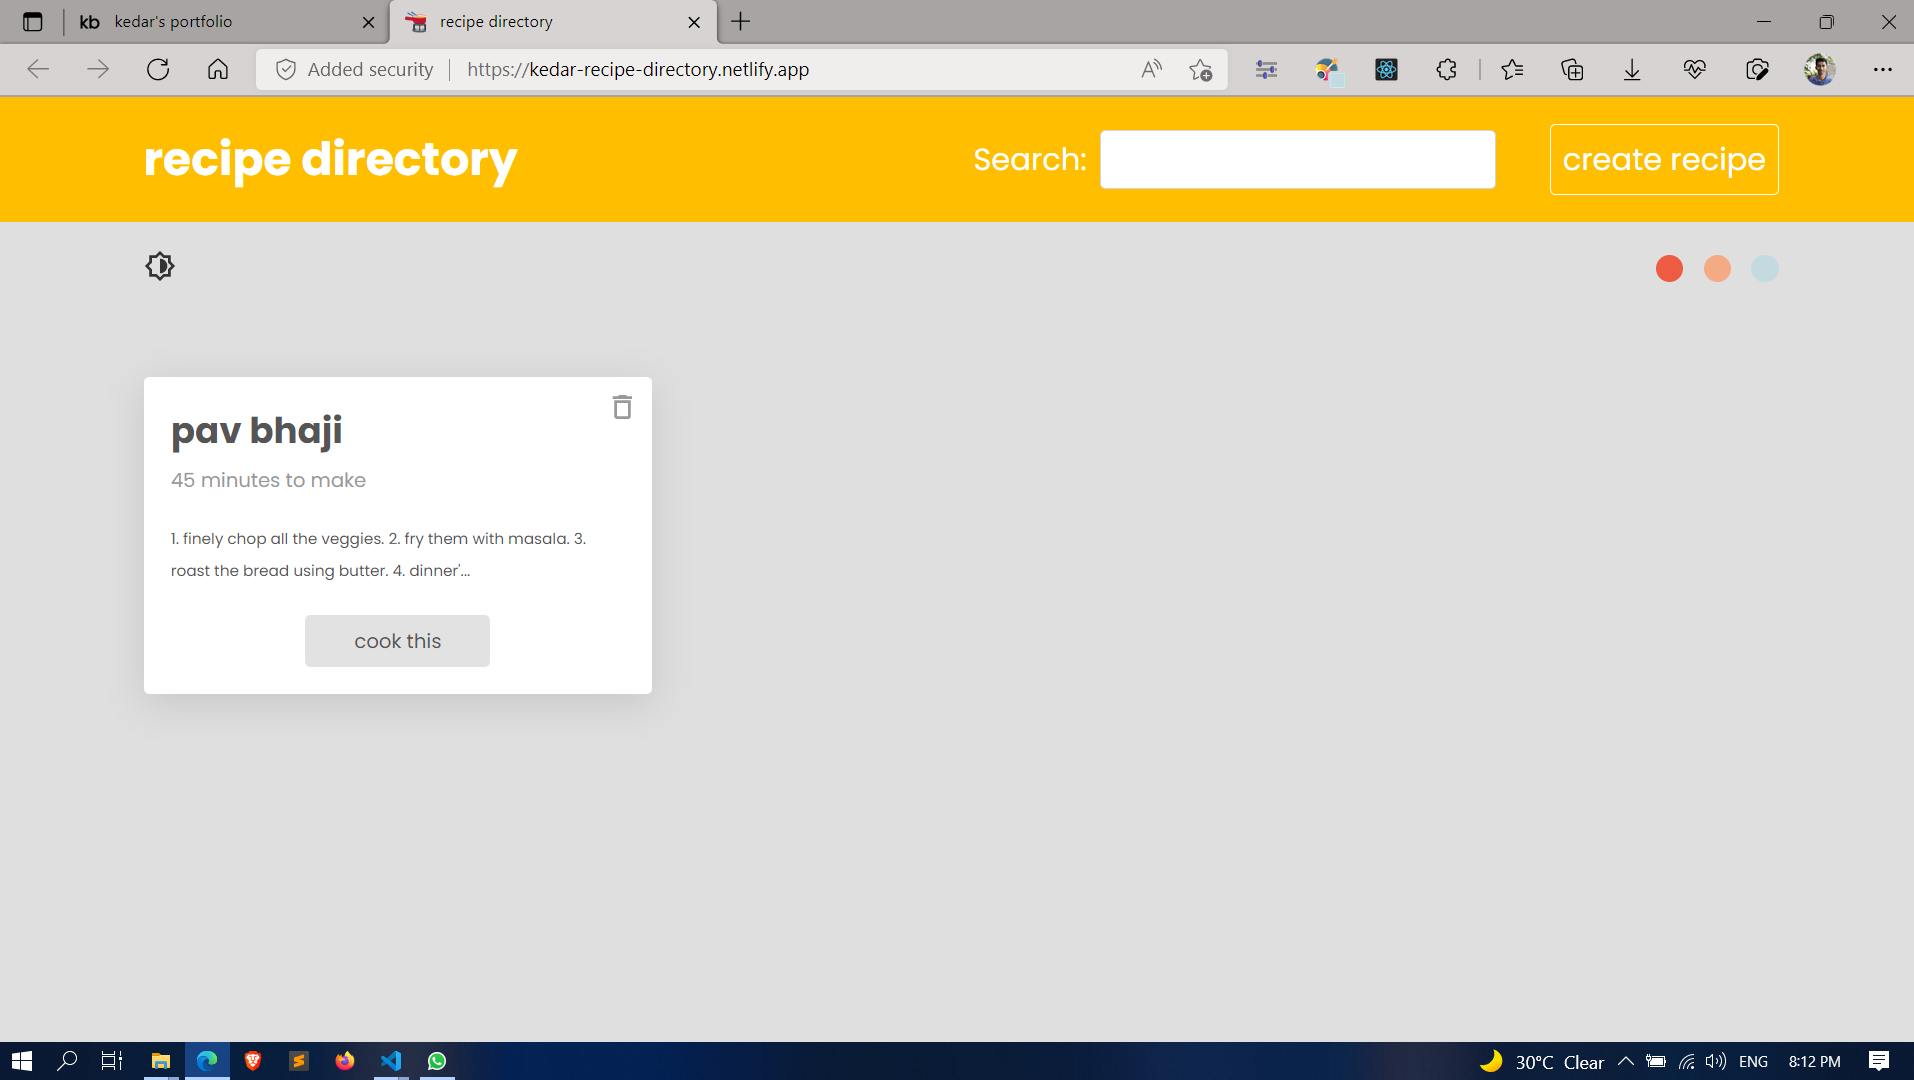 kb kedar's portfolio
recipe directory
Added security
https://kedar-recipe-directory.netlify.app
recipe directory
Search:
create recipe
pav bhaji
45 minutes to make
1. finely chop all the veggies. 2. fry them with masala. 3.
roast the bread using butter. 4. dinner'...
cook this
30°C Clear
ENG
8:12 PM